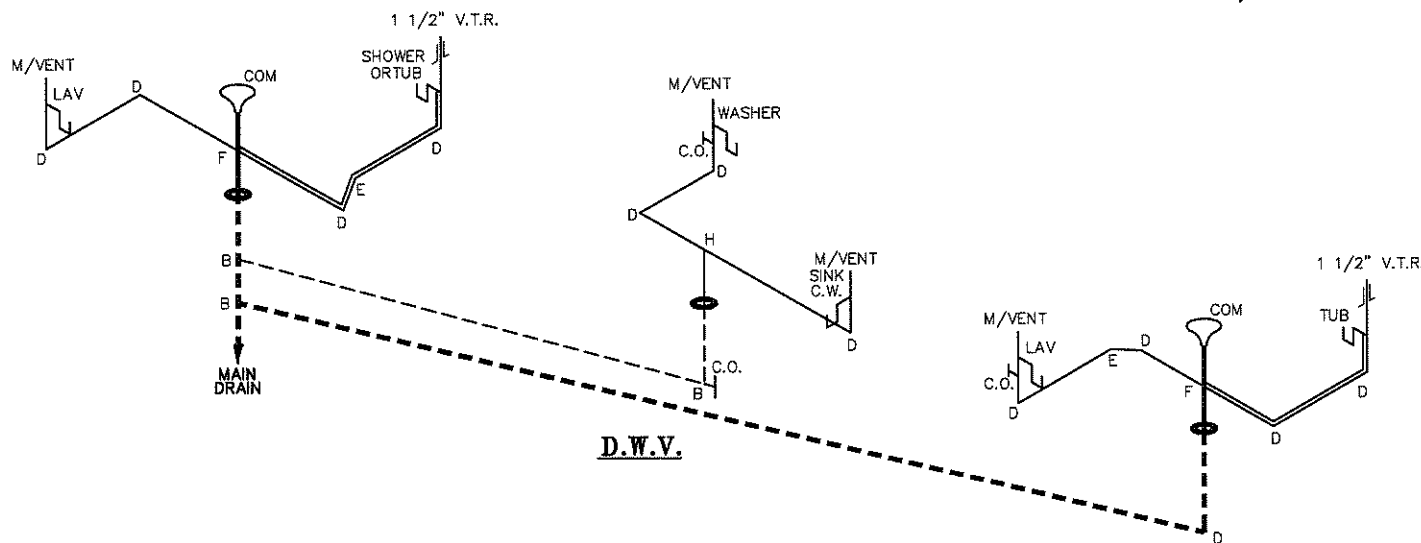 1 1/2" V.T.R.
SHOWER
ORTUB
M/VENT
LAV
D
COM
D
F
D
E
D
B
B
MAIN
DRAIN
M/VENT
WASHER
C.O.
D
D
H
M/VENT
SINK
C.W.
D
C.O.
B
D.W.V.
1 1/2" V.T.R
TUB
COM
M/VENT
LAV
C.O.
D
E
D
F
D
D
D